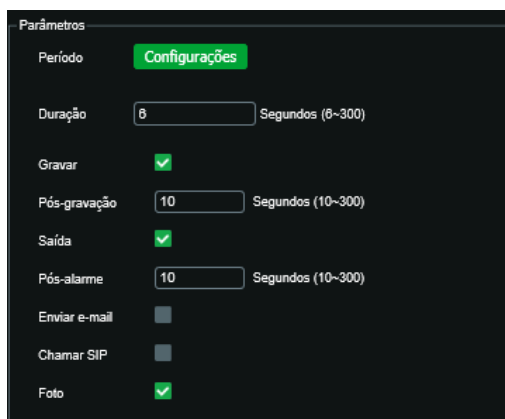 Parâmetros
Período Configurações
Duração 6 Segundos (6~300)
Gravar
Pós-gravação 10 Segundos (10~300)
Saída
Pós-alarme 10 Segundos (10~300)
Enviar e-mail
Chamar SIP
Foto